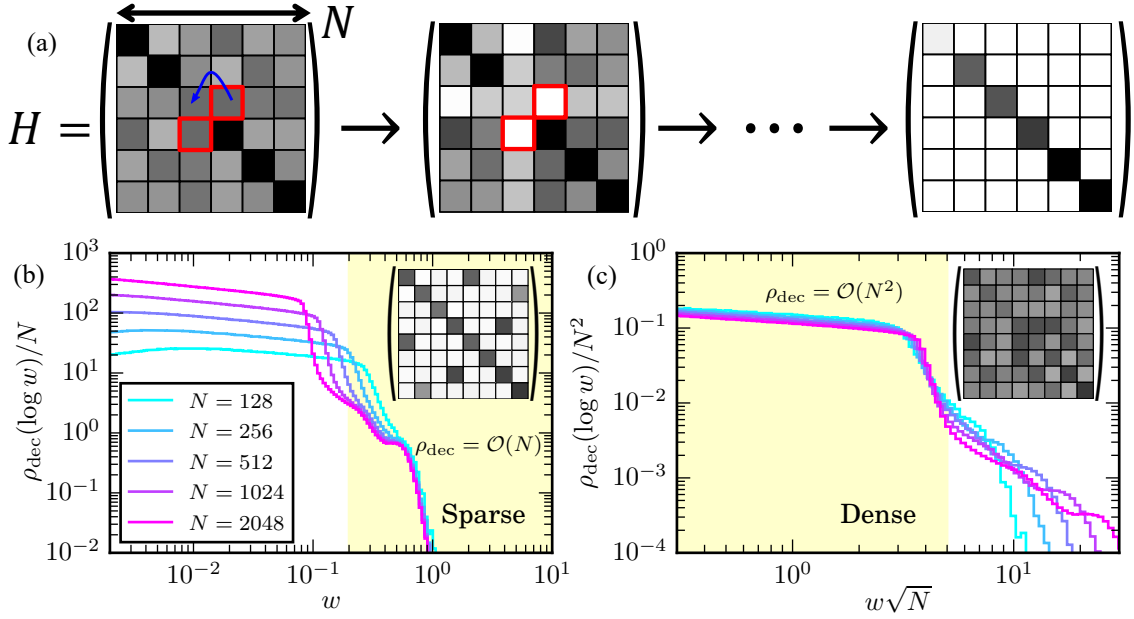 (a)
N
H =
(b)
ρ_dec(log w)/N
10^3
10^2
10^1
10^0
10^-1
10^-2
N = 128
N = 256
N = 512
N = 1024
N = 2048
ρ_dec = 𝒪(N)
Sparse
10^-2
10^-1
10^0
10^1
w
(c)
ρ_dec(log w)/N^2
10^0
10^-1
10^-2
10^-3
10^-4
ρ_dec = 𝒪(N^2)
Dense
10^0
10^1
w√N